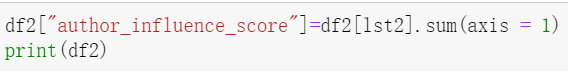 df2["author_influence_score"]=df2[lst2].sum(axis = 1)
print(df2)